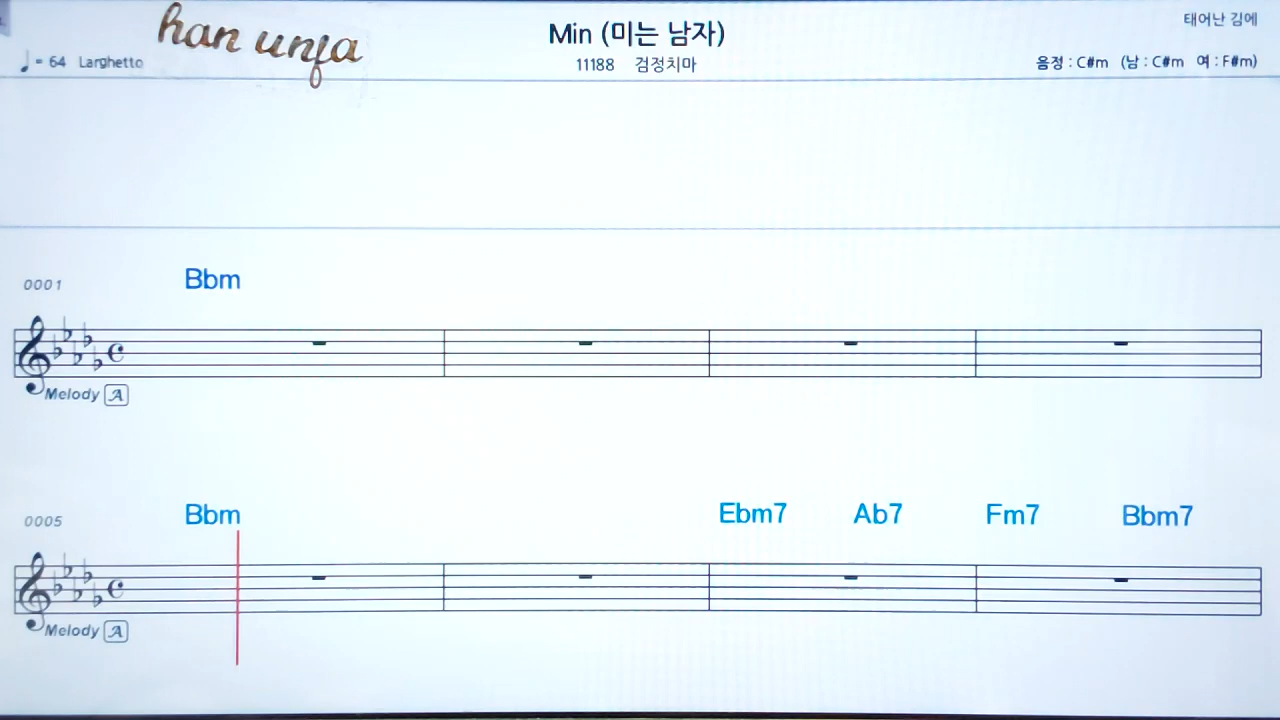 han unfa
Min (미는 남자)
태어난 김에
♩= 64 Larghetto
11188 검정치마
음정 : C#m (남 : C#m 여 : F#m)
0001 Bbm
Melody A
0005 Bbm Ebm7 Ab7 Fm7 Bbm7
Melody A